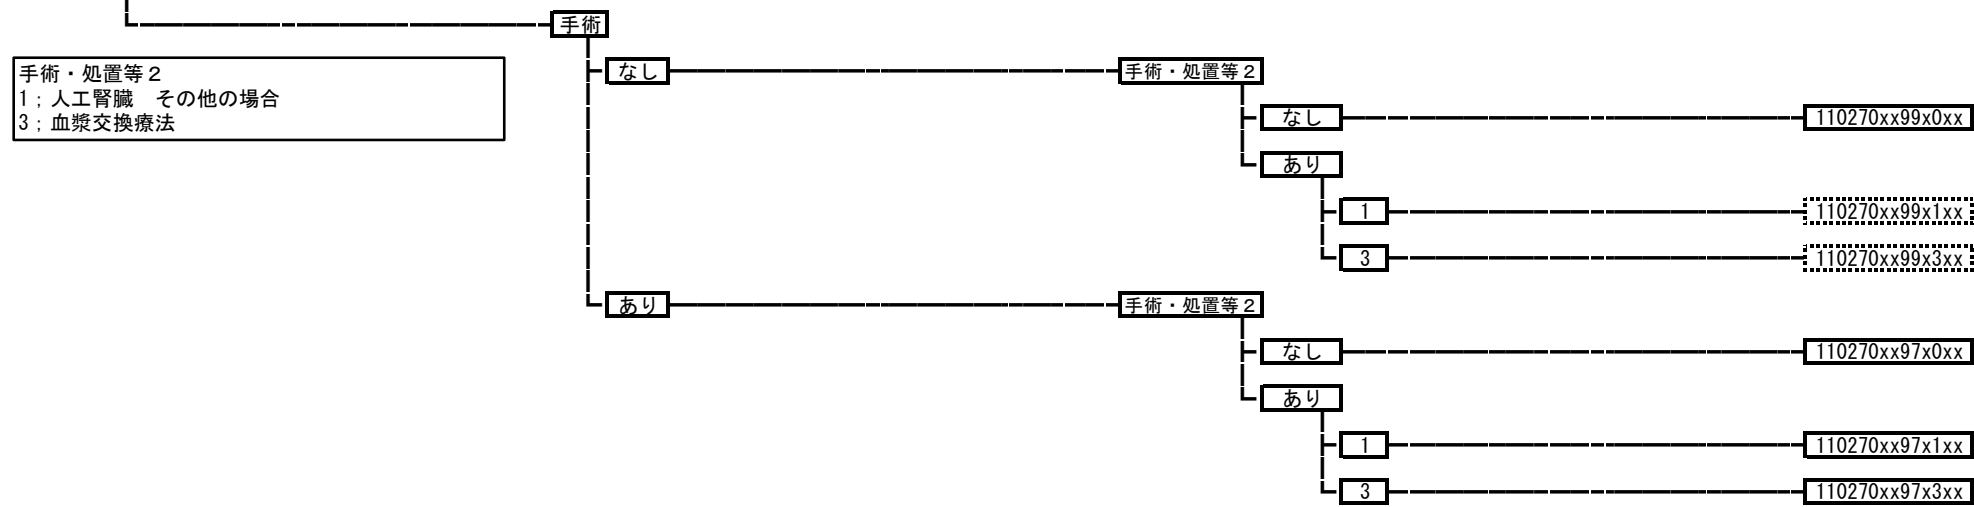 手術
手術・処置等２
1；人工腎臓　その他の場合
3；血漿交換療法
なし
手術・処置等２
なし
110270xx99x0xx
あり
1
110270xx99x1xx
3
110270xx99x3xx
あり
手術・処置等２
なし
110270xx97x0xx
あり
1
110270xx97x1xx
3
110270xx97x3xx